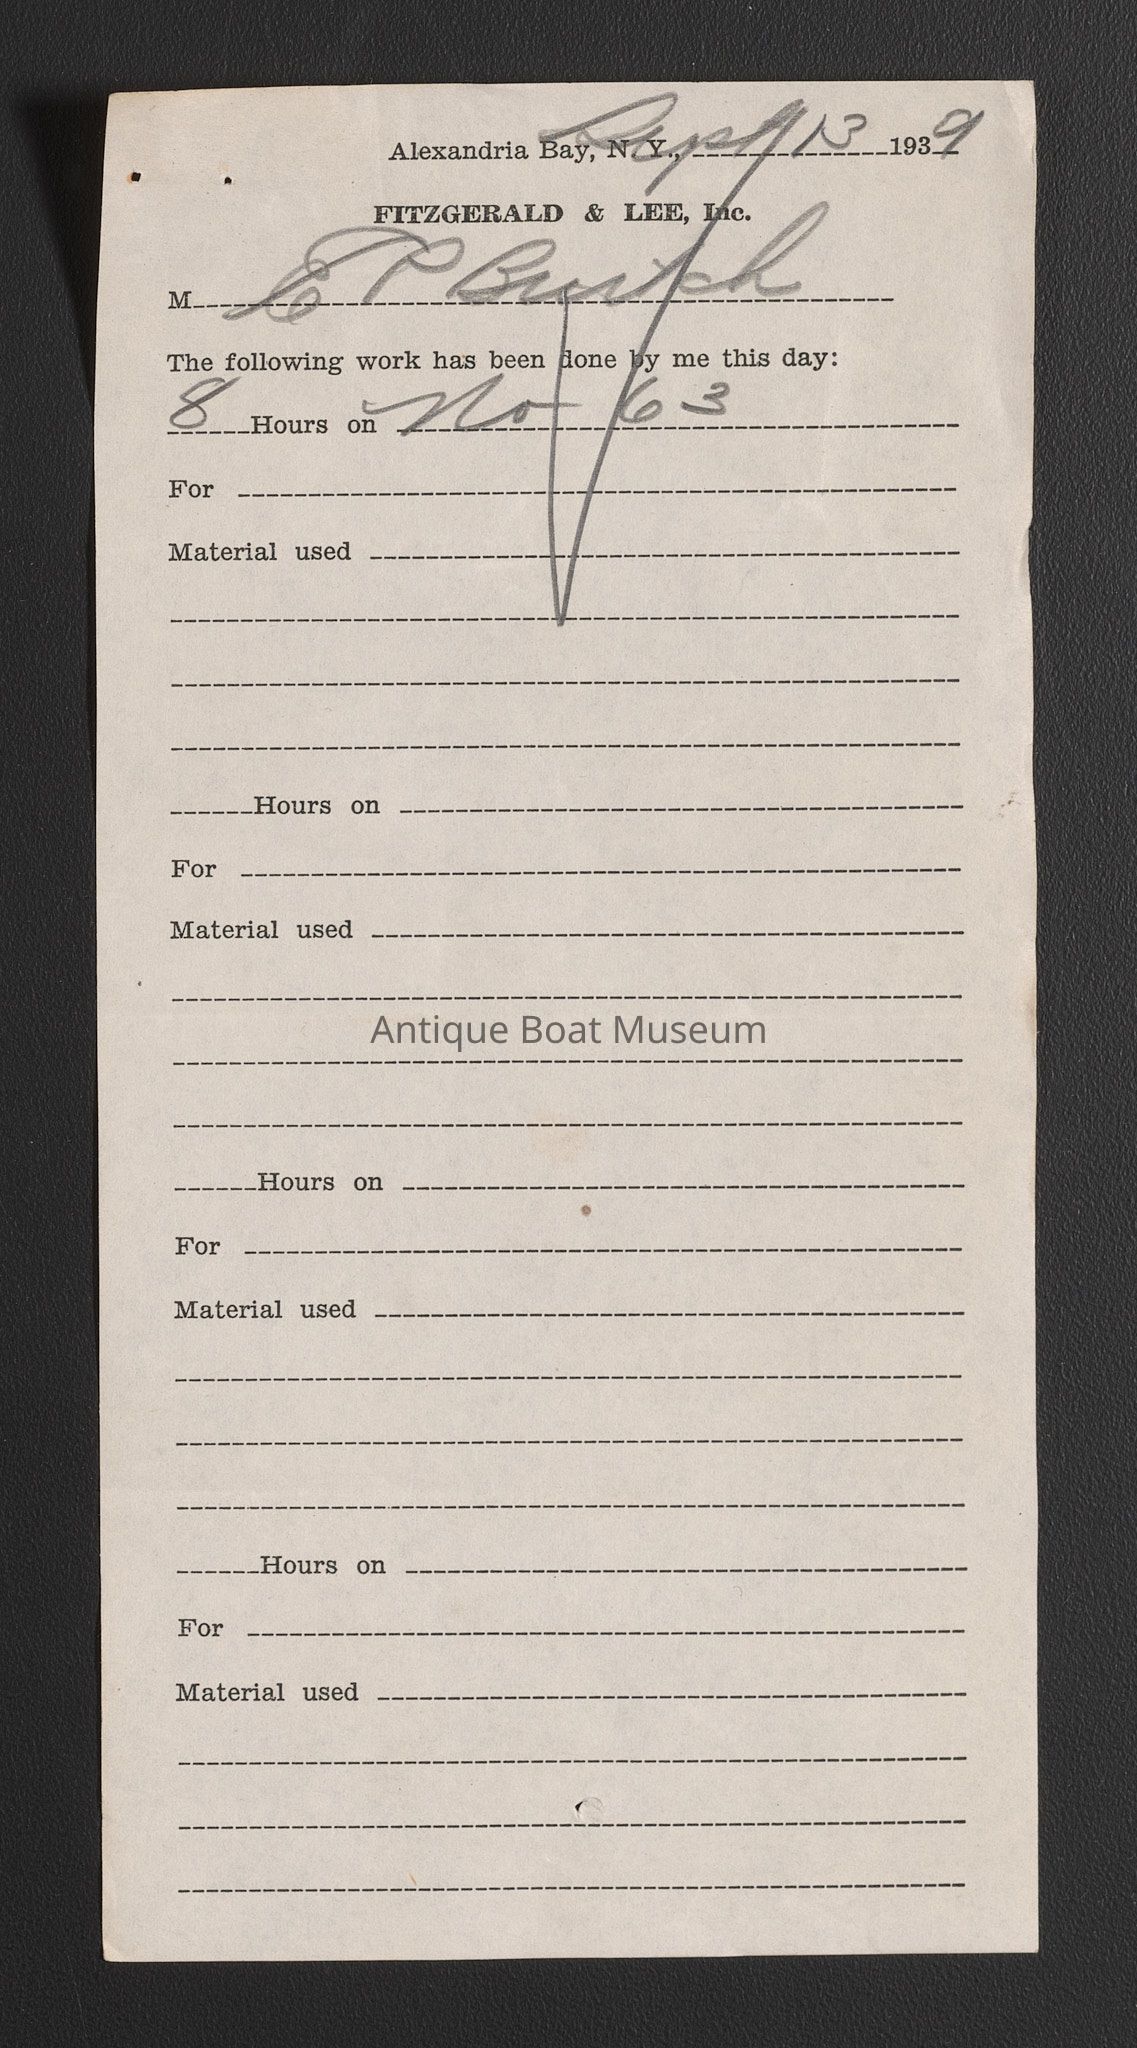 Alexandria Bay, N. Y., Sept 13 1939
FITZGERALD & LEE, Inc.
M E P
The following work has been done by me this day:
8 Hours on No 63
For
Material used
Hours on
For
Material used
Antique Boat Museum
Hours on
For
Material used
Hours on
For
Material used